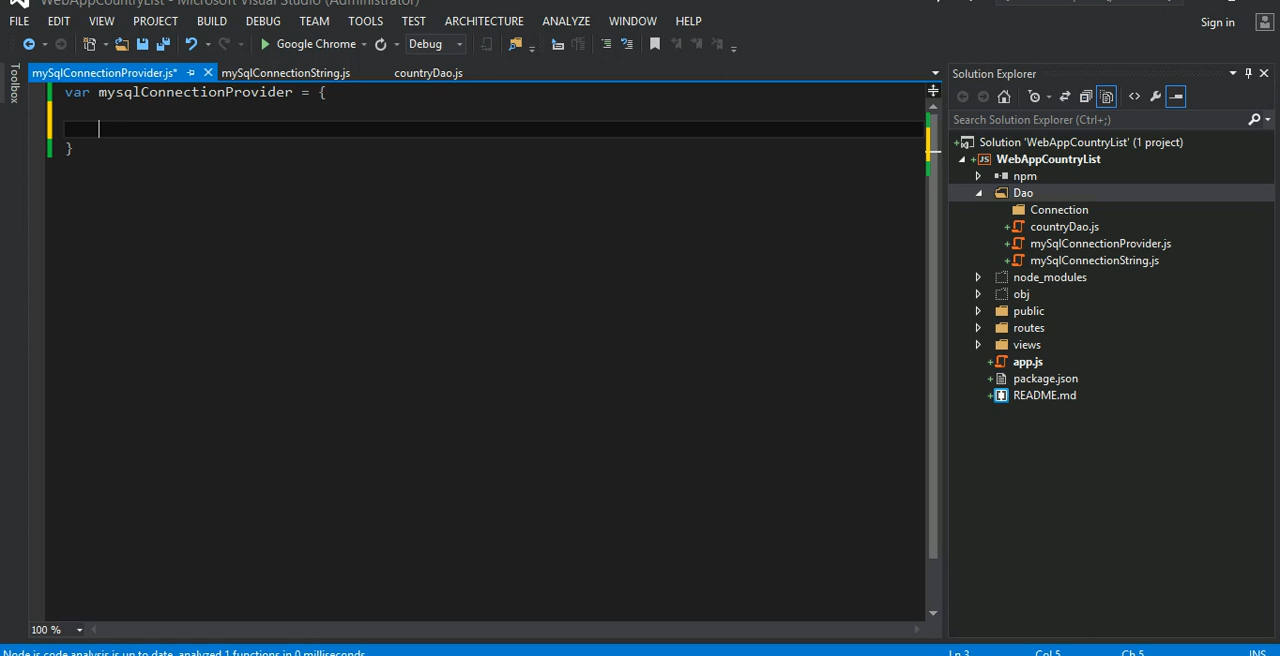 WebAppCountryList - Microsoft Visual Studio (Administrator)
FILE EDIT VIEW PROJECT BUILD DEBUG TEAM TOOLS TEST ARCHITECTURE ANALYZE WINDOW HELP
Sign in
Google Chrome
Debug
Toolbox
mySqlConnectionProvider.js*
mySqlConnectionString.js
countryDao.js
var mysqlConnectionProvider = {
}
Solution Explorer
Search Solution Explorer (Ctrl+;)
Solution 'WebAppCountryList' (1 project)
JS WebAppCountryList
npm
Dao
Connection
countryDao.js
mySqlConnectionProvider.js
mySqlConnectionString.js
node_modules
obj
public
routes
views
app.js
package.json
README.md
100 %
Node.js code analysis is up to date, analyzed 1 functions in 0 milliseconds.
Ln 3 Col 5 Ch 5 INS